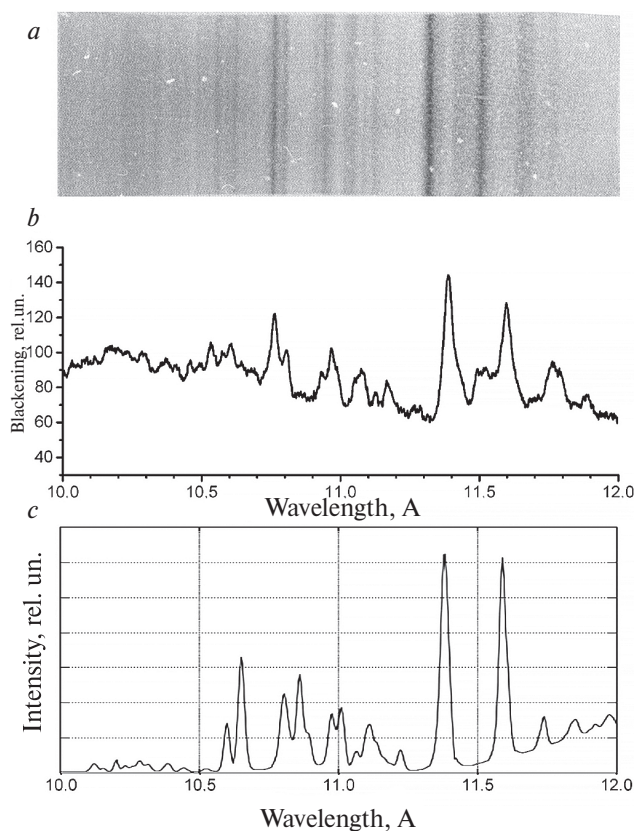 a
b
160
140
120
100
80
60
40
Blackening, rel.un.
10.0 10.5 11.0 11.5 12.0
Wavelength, A
c
Intensity, rel. un.
10.0 10.5 11.0 11.5 12.0
Wavelength, A